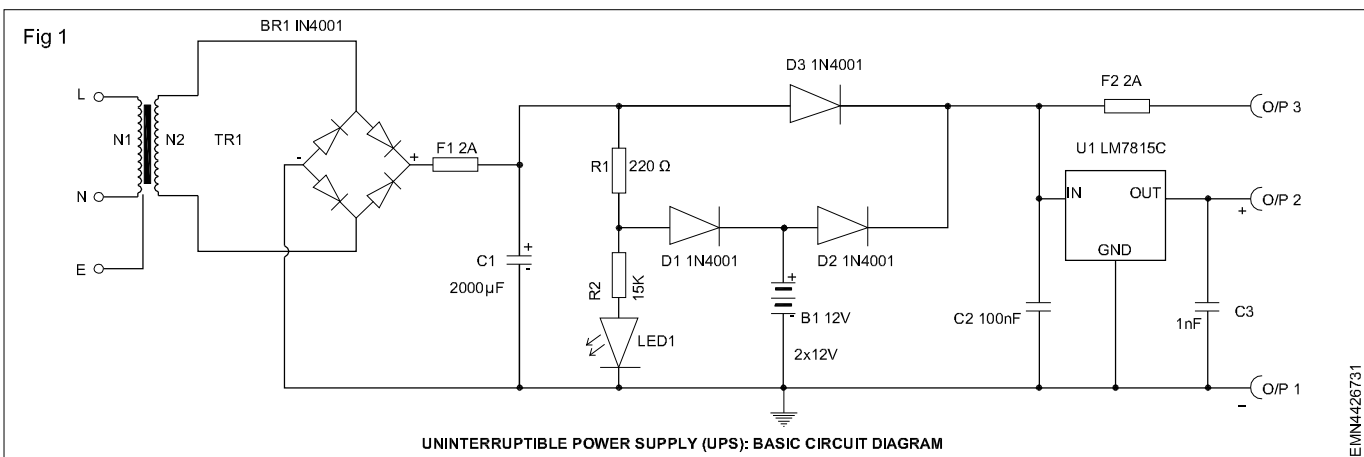 Fig 1
BR1 IN4001
L
N1
N2
TR1
N
E
-
+
F1 2A
C1
+
-
2000µF
R1
220 Ω
R2
15K
LED1
D3 1N4001
D1 1N4001
D2 1N4001
+
-
B1 12V
2x12V
F2 2A
O/P 3
U1 LM7815C
IN
OUT
GND
+
O/P 2
C2 100nF
1nF
C3
-
O/P 1
UNINTERRUPTIBLE POWER SUPPLY (UPS): BASIC CIRCUIT DIAGRAM
EMN4426731